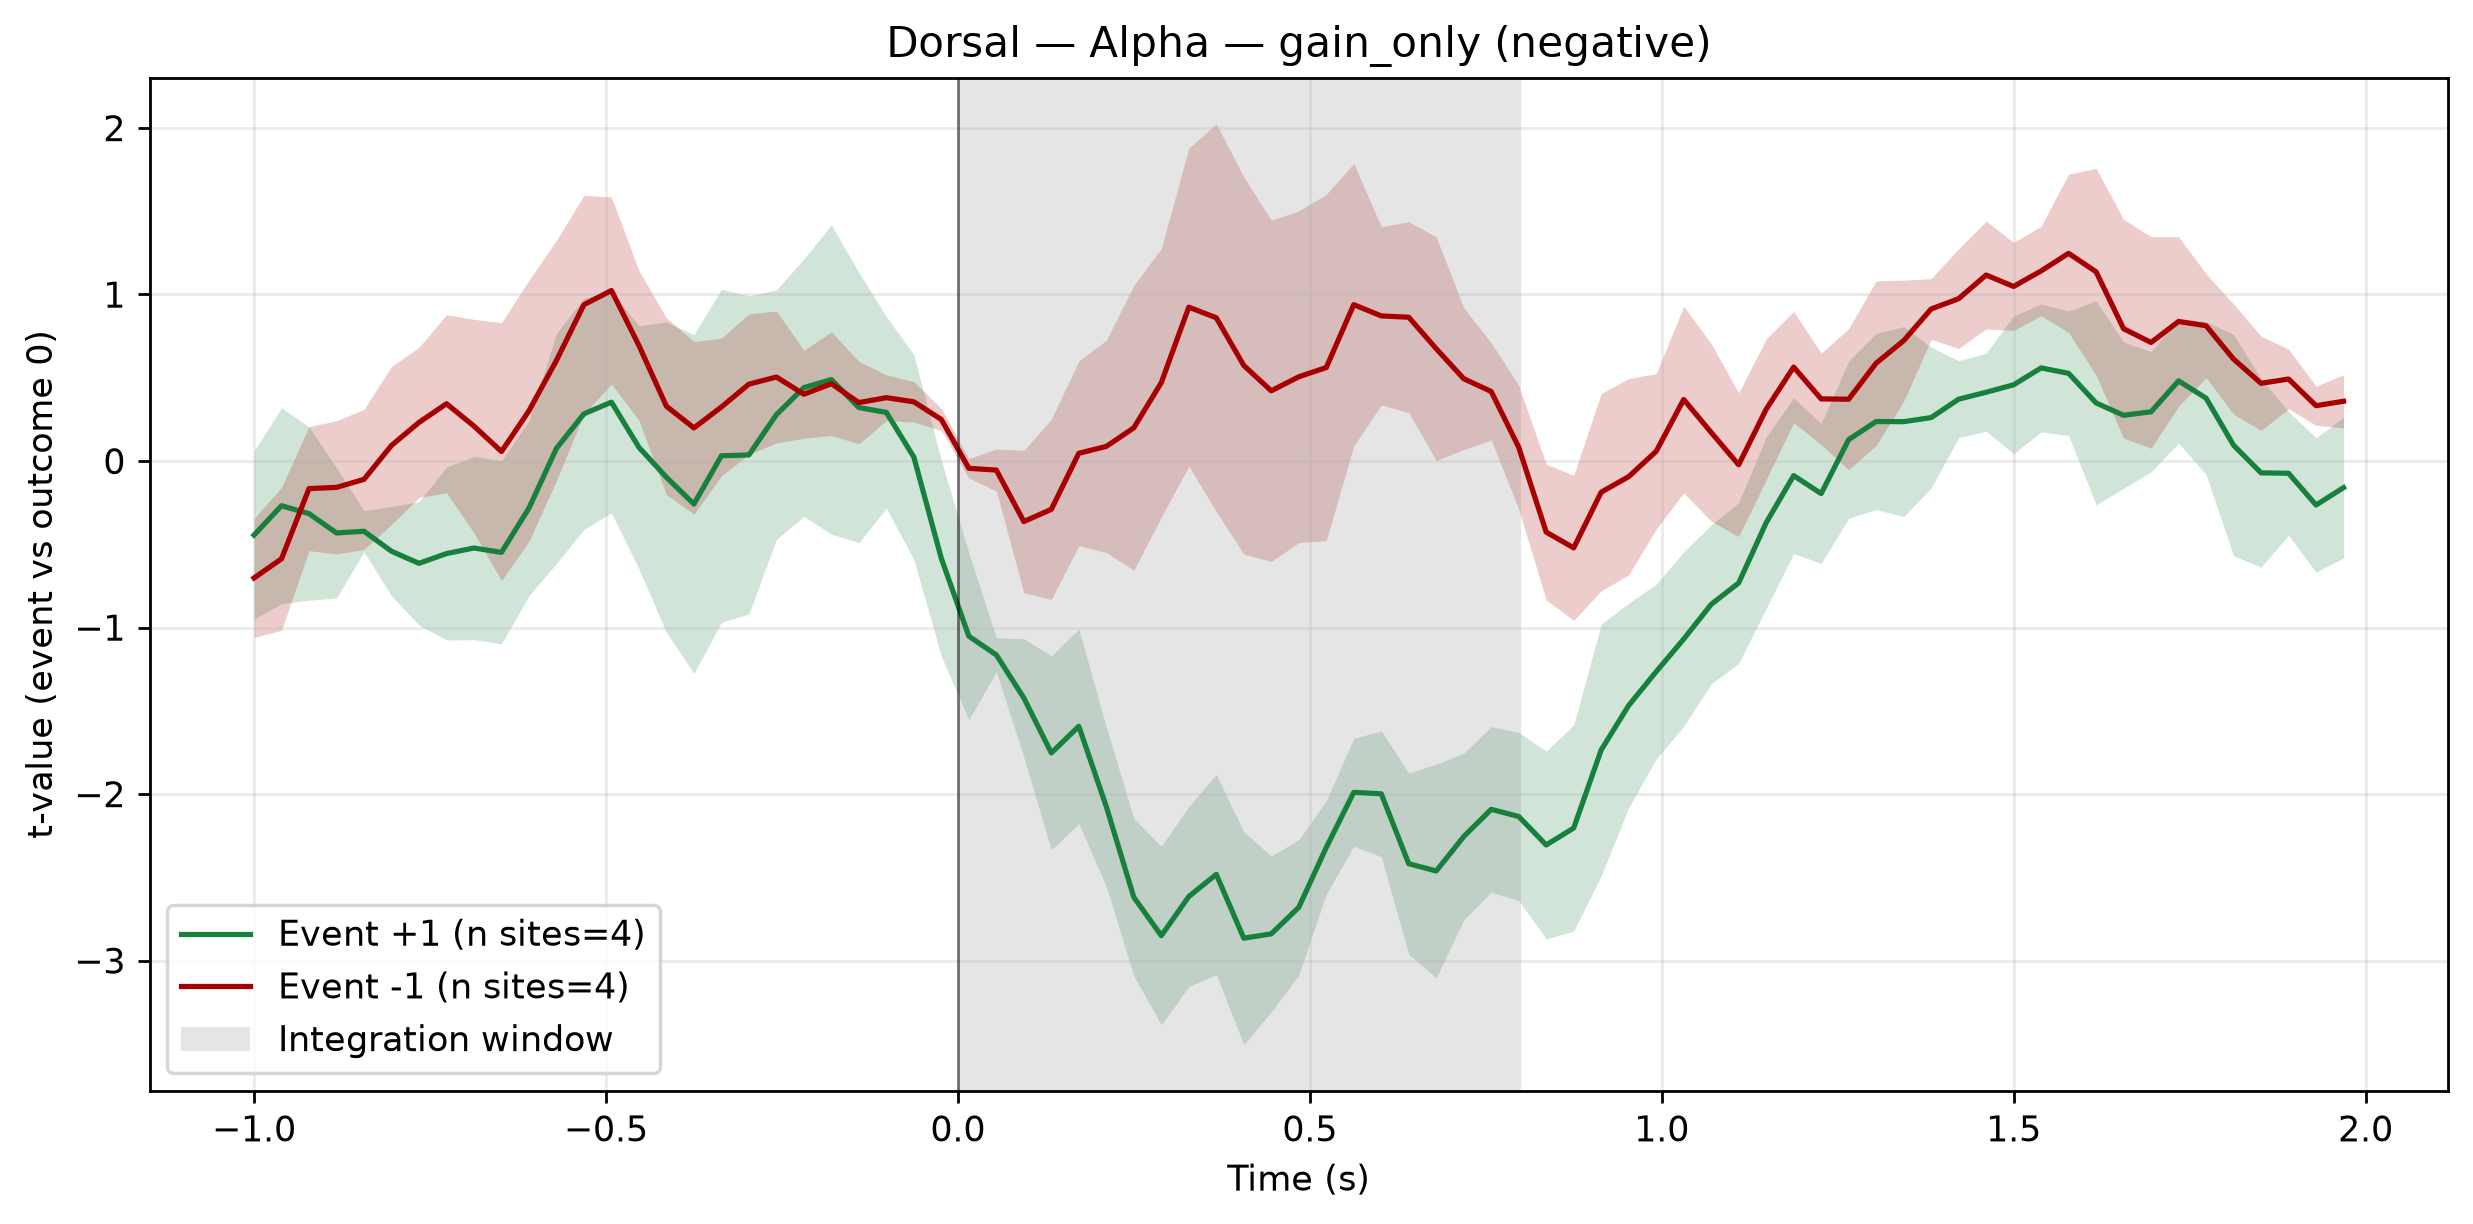 Dorsal — Alpha — gain_only (negative)
t-value (event vs outcome 0)
2
1
0
−1
−2
−3
Event +1 (n sites=4)
Event -1 (n sites=4)
Integration window
−1.0 −0.5 0.0 0.5 1.0 1.5 2.0
Time (s)